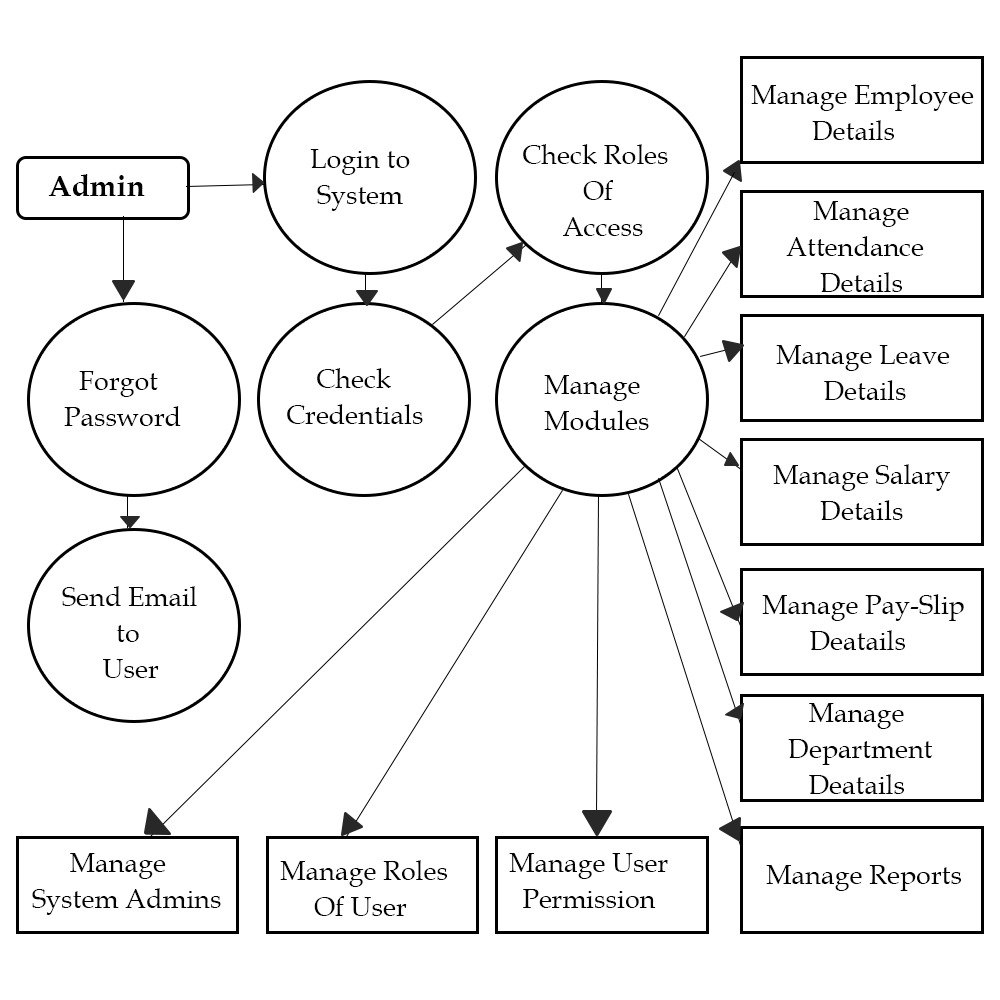 Admin
Login to
System
Check Roles
Of
Access
Manage Employee
Details
Manage
Attendance
Details
Forgot
Password
Check
Credentials
Manage
Modules
Manage Leave
Details
Manage Salary
Details
Send Email
to
User
Manage Pay-Slip
Deatails
Manage
Department
Deatails
Manage
System Admins
Manage Roles
Of User
Manage User
Permission
Manage Reports